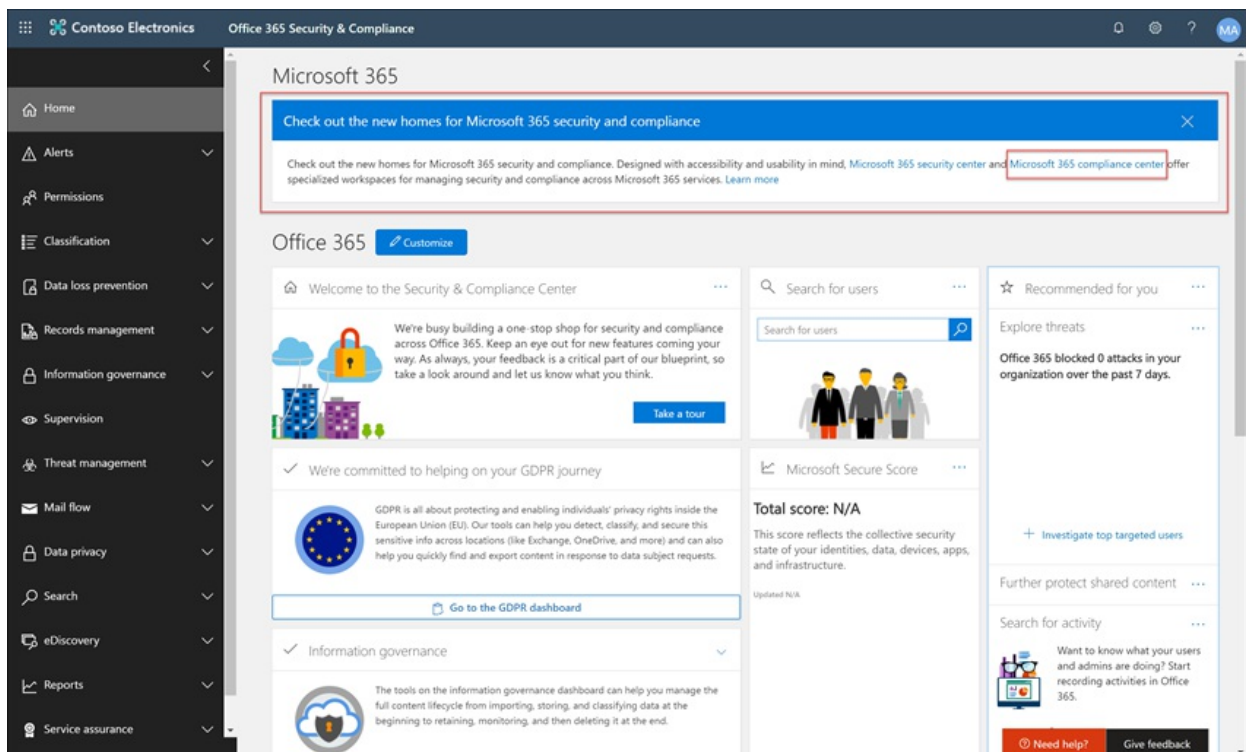 Contoso Electronics
Office 365 Security & Compliance
MA
Home
Alerts
Permissions
Classification
Data loss prevention
Records management
Information governance
Supervision
Threat management
Mail flow
Data privacy
Search
eDiscovery
Reports
Service assurance
Microsoft 365
Check out the new homes for Microsoft 365 security and compliance
Check out the new homes for Microsoft 365 security and compliance. Designed with accessibility and usability in mind, Microsoft 365 security center and Microsoft 365 compliance center offer
specialized workspaces for managing security and compliance across Microsoft 365 services. Learn more
Office 365
Customize
Welcome to the Security & Compliance Center
We're busy building a one-stop shop for security and compliance
across Office 365. Keep an eye out for new features coming your
way. As always, your feedback is a critical part of our blueprint, so
take a look around and let us know what you think.
Take a tour
We're committed to helping on your GDPR journey
GDPR is all about protecting and enabling individuals' privacy rights inside the
European Union (EU). Our tools can help you detect, classify, and secure this
sensitive info across locations (like Exchange, OneDrive, and more) and can also
help you quickly find and export content in response to data subject requests.
Go to the GDPR dashboard
Information governance
The tools on the information governance dashboard can help you manage the
full content lifecycle from importing, storing, and classifying data at the
beginning to retaining, monitoring, and then deleting it at the end.
Search for users
Search for users
Microsoft Secure Score
Total score: N/A
This score reflects the collective security
state of your identities, data, devices, apps,
and infrastructure.
Updated N/A
Recommended for you
Explore threats
Office 365 blocked 0 attacks in your
organization over the past 7 days.
Investigate top targeted users
Further protect shared content
Search for activity
Want to know what your users
and admins are doing? Start
recording activities in Office
365.
Need help?
Give feedback